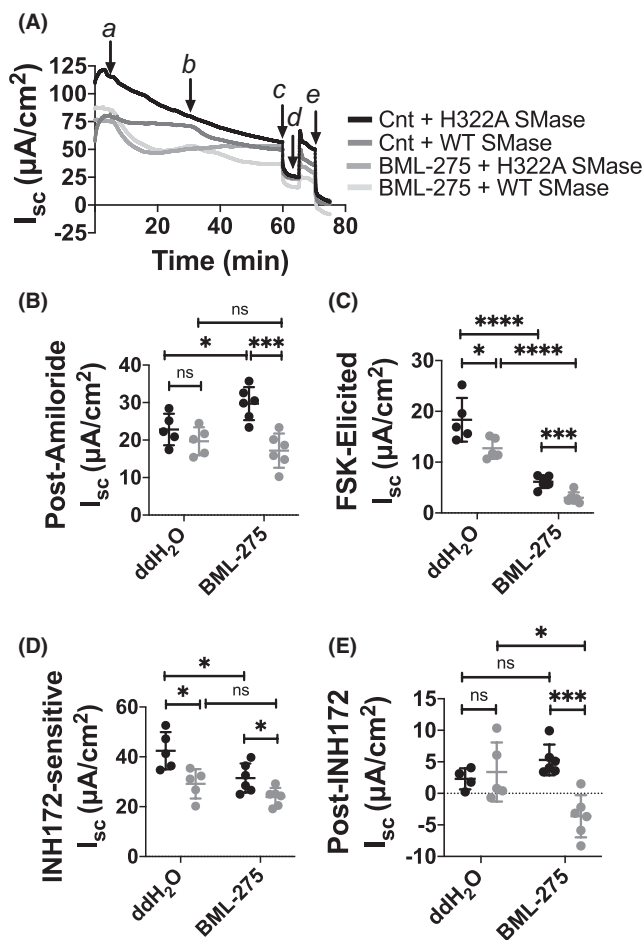 (A)
a
b
c
d
e
125
100
75
50
25
0
-25
Isc (μA/cm²)
0 20 40 60 80
Time (min)
Cnt + H322A SMase
Cnt + WT SMase
BML-275 + H322A SMase
BML-275 + WT SMase
(B)
ns
* ***
ns
40
30
20
10
0
Post-Amiloride
Isc (μA/cm²)
ddH₂O
BML-275
(C)
****
* ****
***
30
20
10
0
FSK-Elicited
Isc (μA/cm²)
ddH₂O
BML-275
(D)
*
* ns
*
60
40
20
0
INH172-sensitive
Isc (μA/cm²)
ddH₂O
BML-275
(E)
*
ns
ns ***
15
10
5
0
-5
-10
Post-INH172
Isc (μA/cm²)
ddH₂O
BML-275